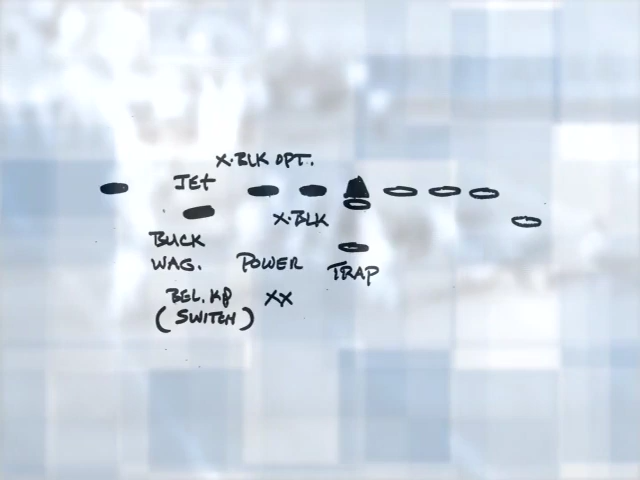 X·BLK OPT.
JET
X·BLK
BUCK
WAG. POWER TRAP
BEL. KP XX
(SWITCH)